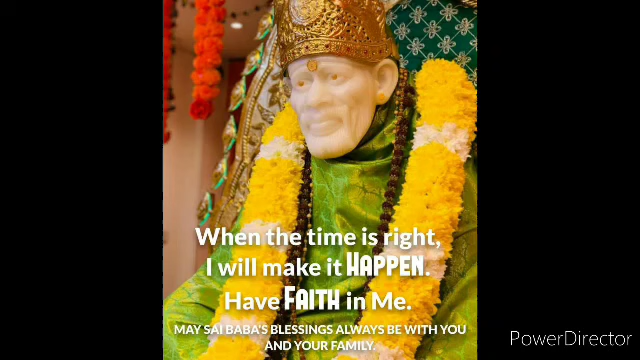 When the time is right,
I will make it HAPPEN.
Have FAITH in Me.
MAY SAI BABA'S BLESSINGS ALWAYS BE WITH YOU
AND YOUR FAMILY.
PowerDirector